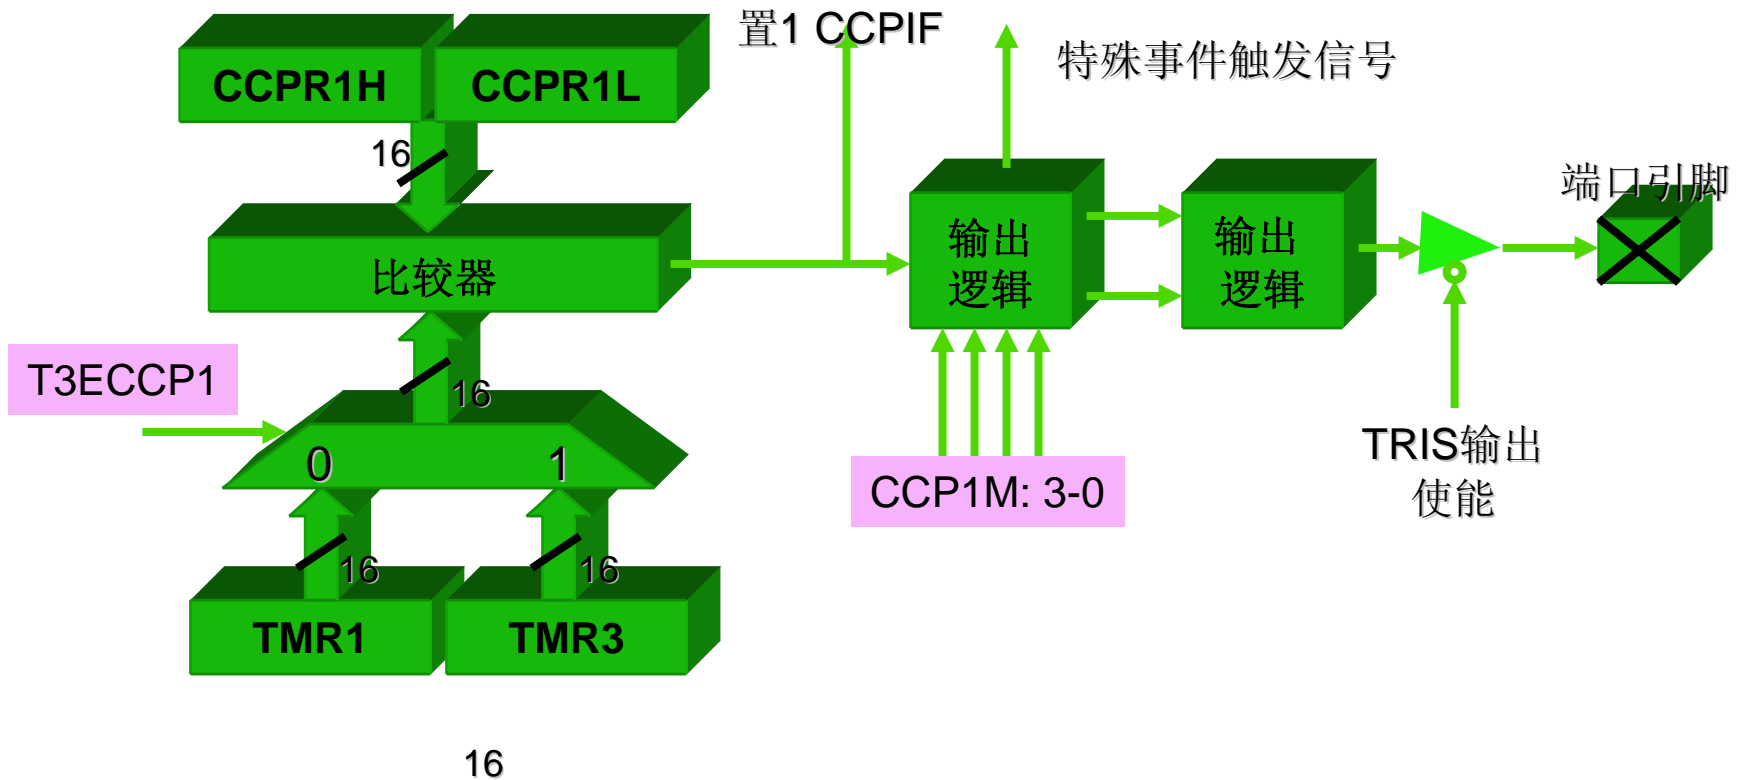 置1 CCPIF
特殊事件触发信号
CCPR1H
CCPR1L
16
端口引脚
比较器
输出
逻辑
输出
逻辑
T3ECCP1
16
0
1
CCP1M: 3-0
TRIS输出
使能
16
16
TMR1
TMR3
16